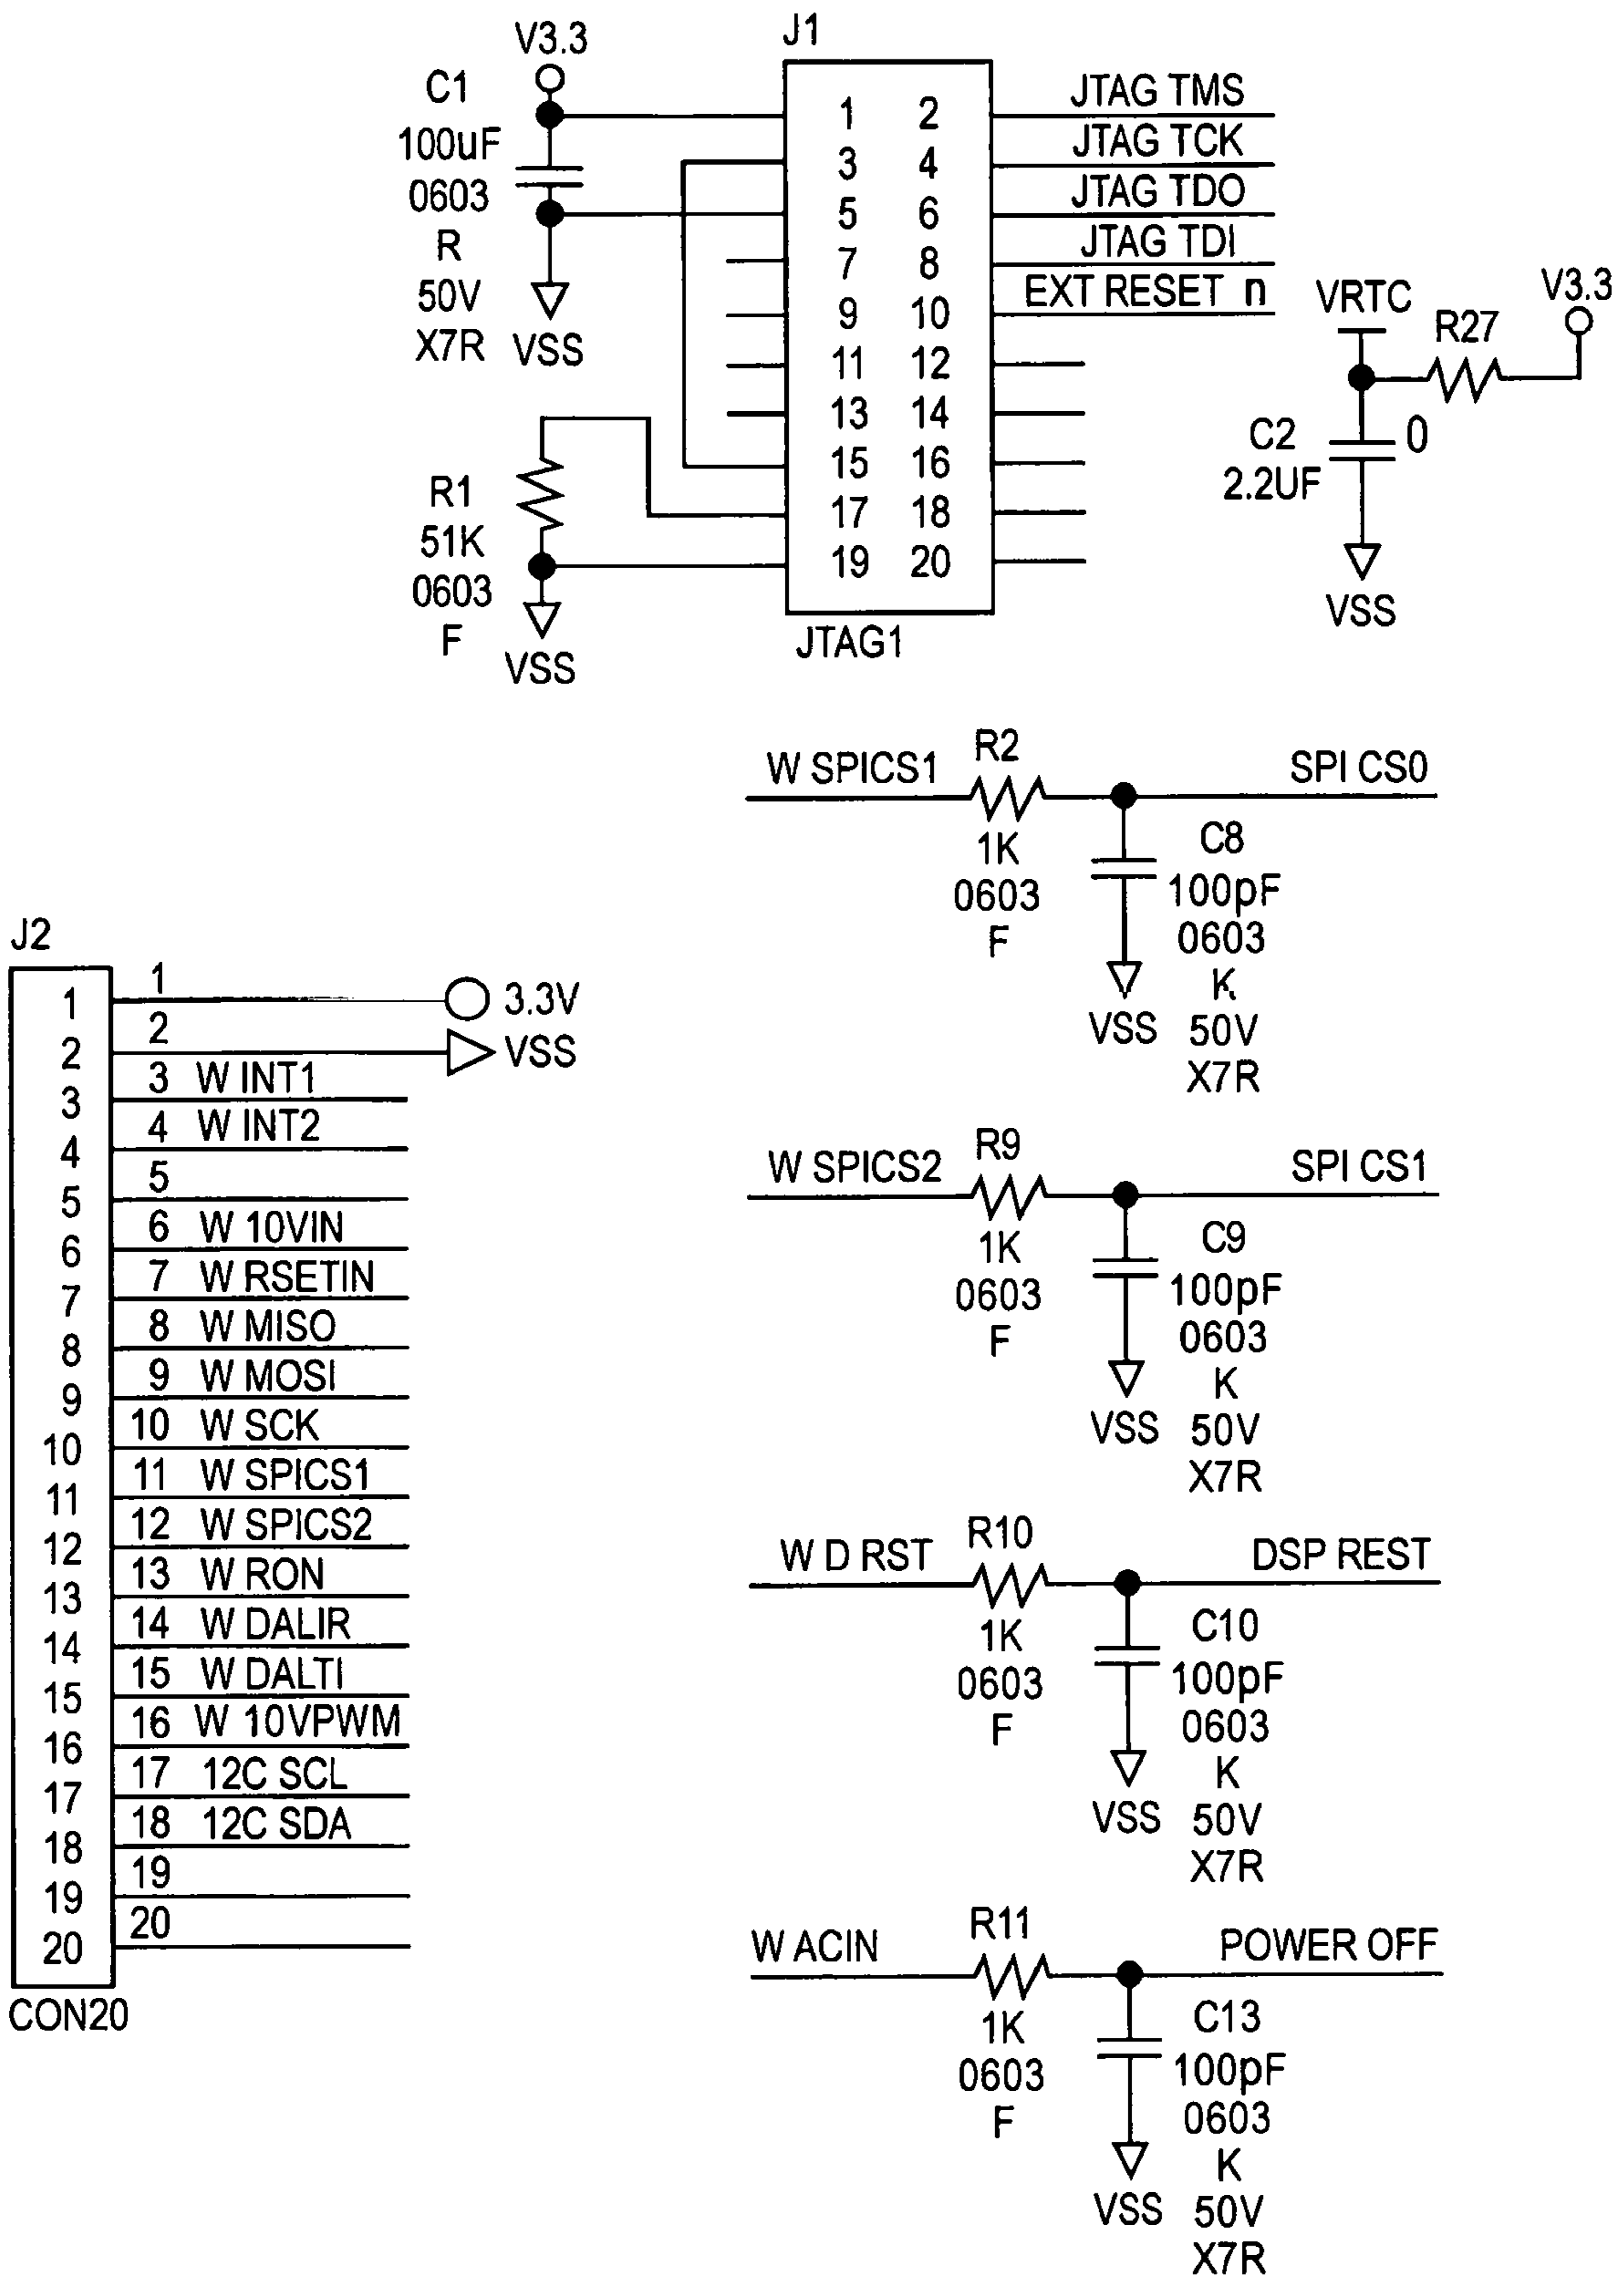 V3.3
C1
100uF
0603
R
50V
X7R
VSS
J1
1 2 JTAG TMS
3 4 JTAG TCK
5 6 JTAG TDO
7 8 JTAG TDI
9 10 EXT RESET n
11 12
13 14
15 16
17 18
19 20
JTAG1
R1
51K
0603
F
VSS
VRTC
R27
V3.3
C2
2.2UF
0
VSS
W SPICS1
R2
1K
0603
F
SPI CS0
C8
100pF
0603
K
50V
X7R
VSS
J2
1 1 3.3V
2 2 VSS
3 3 W INT1
4 4 W INT2
5 5
6 6 W 10VIN
7 7 W RSETIN
8 8 W MISO
9 9 W MOSI
10 10 W SCK
11 11 W SPICS1
12 12 W SPICS2
13 13 W RON
14 14 W DALIR
15 15 W DALTI
16 16 W 10VPWM
17 17 12C SCL
18 18 12C SDA
19 19
20 20
CON20
W SPICS2
R9
1K
0603
F
SPI CS1
C9
100pF
0603
K
50V
X7R
VSS
W D RST
R10
1K
0603
F
DSP REST
C10
100pF
0603
K
50V
X7R
VSS
W ACIN
R11
1K
0603
F
POWER OFF
C13
100pF
0603
K
50V
X7R
VSS